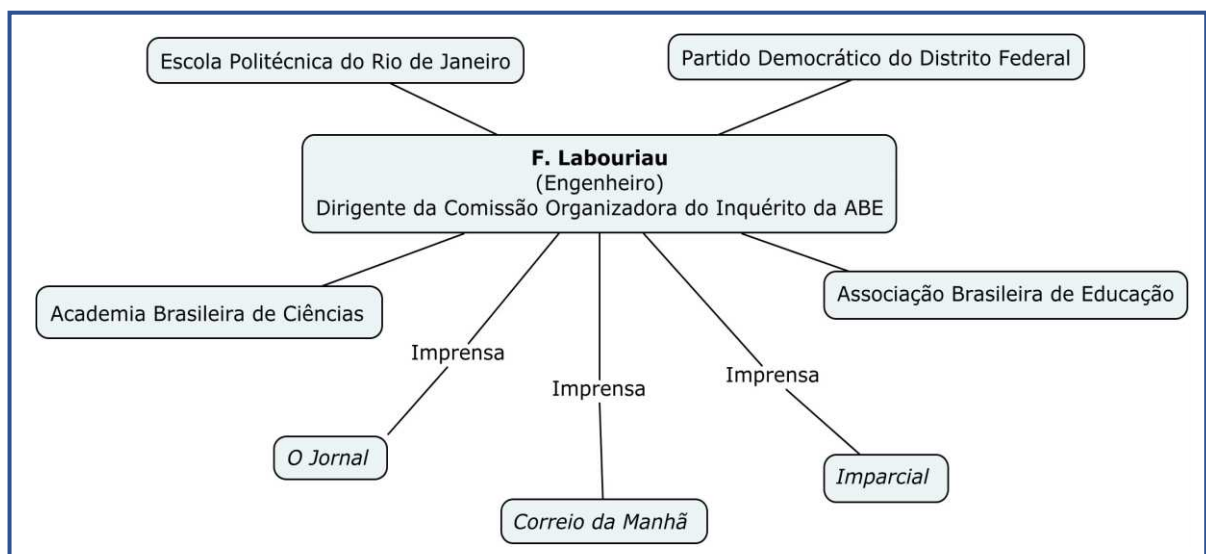 Escola Politécnica do Rio de Janeiro
Partido Democrático do Distrito Federal
F. Labouriau
(Engenheiro)
Dirigente da Comissão Organizadora do Inquérito da ABE
Academia Brasileira de Ciências
Associação Brasileira de Educação
Imprensa
Imprensa
Imprensa
O Jornal
Correio da Manhã
Imparcial